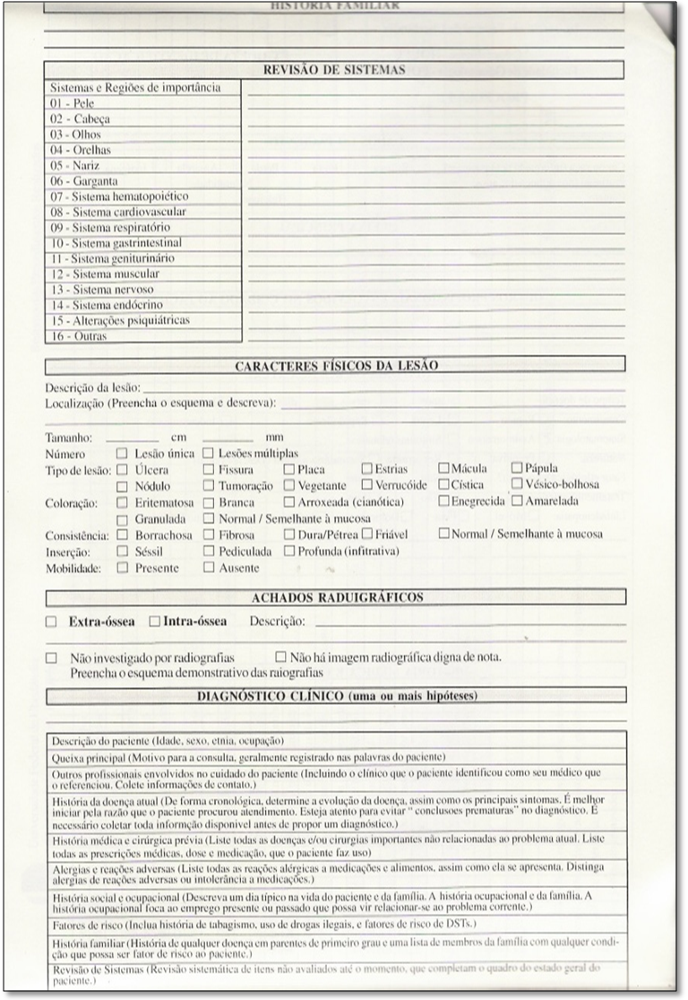 HISTÓRIA FAMILIAR
REVISÃO DE SISTEMAS
Sistemas e Regiões de importância
01 - Pele
02 - Cabeça
03 - Olhos
04 - Orelhas
05 - Nariz
06 - Garganta
07 - Sistema hematopoiético
08 - Sistema cardiovascular
09 - Sistema respiratório
10 - Sistema gastrintestinal
11 - Sistema geniturinário
12 - Sistema muscular
13 - Sistema nervoso
14 - Sistema endócrino
15 - Alterações psiquiátricas
16 - Outras
CARACTERES FÍSICOS DA LESÃO
Descrição da lesão:
Localização (Preencha o esquema e descreva):
Tamanho: cm mm
Número Lesão única Lesões múltiplas
Tipo de lesão: Úlcera Fissura Placa Estrias Mácula Pápula
Nódulo Tumoração Vegetante Verrucóide Cística Vésico-bolhosa
Coloração: Eritematosa Branca Arroxeada (cianótica) Enegrecida Amarelada
Granulada Normal / Semelhante à mucosa
Consistência: Borrachosa Fibrosa Dura/Pétrea Friável Normal / Semelhante à mucosa
Inserção: Séssil Pediculada Profunda (infitrativa)
Mobilidade: Presente Ausente
ACHADOS RADUIGRÁFICOS
Extra-óssea Intra-óssea Descrição:
Não investigado por radiografias Não há imagem radiográfica digna de nota.
Preencha o esquema demonstrativo das raiografias
DIAGNÓSTICO CLÍNICO (uma ou mais hipóteses)
Descrição do paciente (Idade, sexo, etnia, ocupação)
Queixa principal (Motivo para a consulta, geralmente registrado nas palavras do paciente)
Outros profissionais envolvidos no cuidado do paciente (Incluindo o clínico que o paciente identificou como seu médico que
o referenciou. Colete informações de contato.)
História da doença atual (De forma cronológica, determine a evolução da doença, assim como os principais sintomas. É melhor
iniciar pela razão que o paciente procurou atendimento. Esteja atento para evitar " conclusoes prematuras" no diagnóstico. É
necessário coletar toda informção disponivel antes de propor um diagnóstico.)
História médica e cirúrgica prévia (Liste todas as doenças e/ou cirurgias importantes não relacionadas ao problema atual. Liste
todas as prescrições médicas, dose e medicação, que o paciente faz uso)
Alergias e reações adversas (Liste todas as reações alérgicas a medicações e alimentos, assim como ela se apresenta. Distinga
alergias de reações adversas ou intolerância a medicações.)
História social e ocupacional (Descreva um dia típico na vida do paciente e da família. A história ocupacional e da família. A
história ocupacional foca ao emprego presente ou passado que possa vir relacionar-se ao problema corrente.)
Fatores de risco (Inclua história de tabagismo, uso de drogas ilegais, e fatores de risco de DSTs.)
História familiar (História de qualquer doença em parentes de primeiro grau e uma lista de membros da família com qualquer condi-
ção que possa ser fator de risco ao paciente.)
Revisão de Sistemas (Revisão sistemática de itens não avaliados até o momento, que completam o quadro do estado geral do
paciente.)